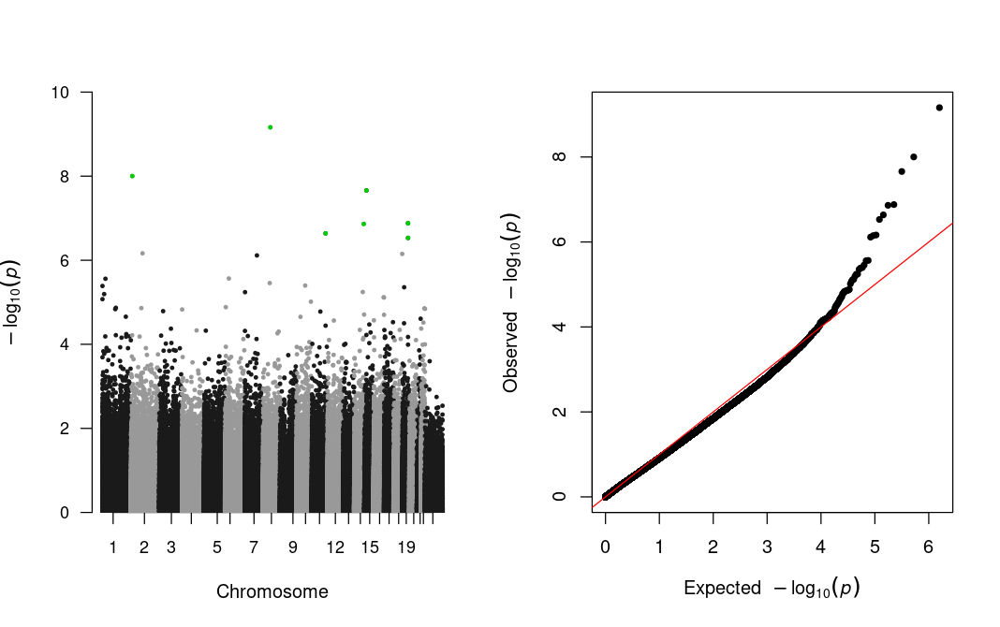 10
8
6
4
2
0
− log10(p)
1 2 3 5 7 9 12 15 19
Chromosome
8
6
4
2
0
Observed − log10(p)
0 1 2 3 4 5 6
Expected − log10(p)